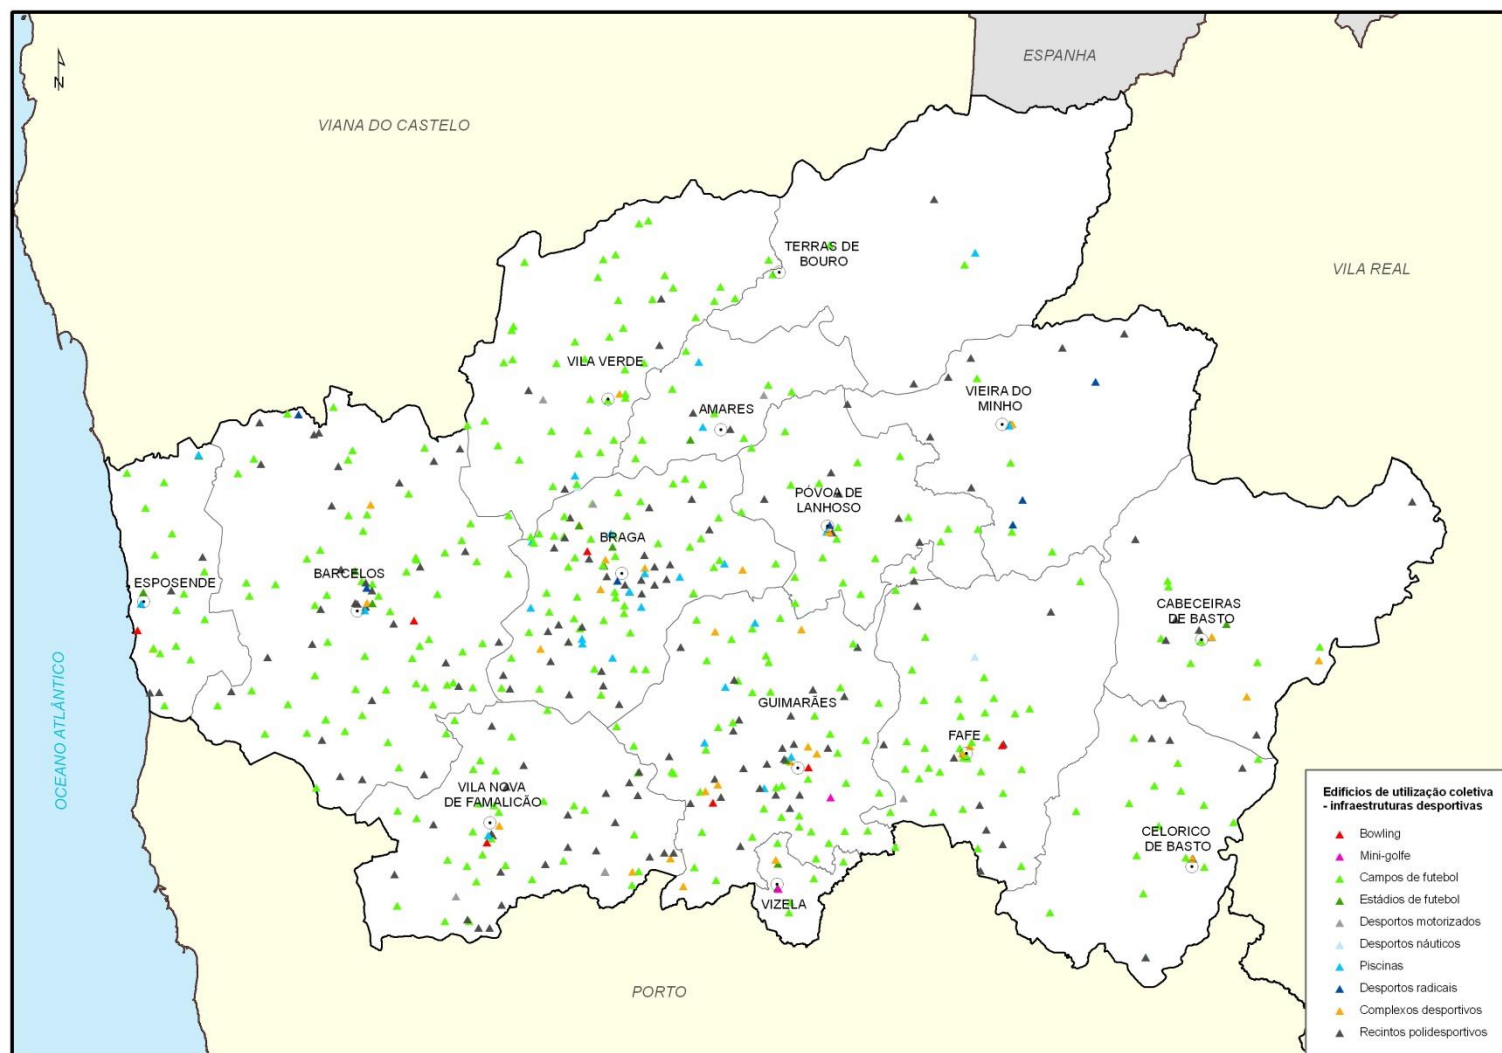 ESPANHA
N
VIANA DO CASTELO
TERRAS DE
BOURO
VILA REAL
VILA VERDE
VIEIRA DO
MINHO
AMARES
PÓVOA DE
LANHOSO
BRAGA
BARCELOS
ESPOSENDE
CABECEIRAS
DE BASTO
OCEANO ATLÂNTICO
GUIMARÃES
FAFE
VILA NOVA
DE FAMALICÃO
CELORICO
DE BASTO
VIZELA
PORTO
Edifícios de utilização coletiva
- infraestruturas desportivas
Bowling
Mini-golfe
Campos de futebol
Estádios de futebol
Desportos motorizados
Desportos náuticos
Piscinas
Desportos radicais
Complexos desportivos
Recintos polidesportivos